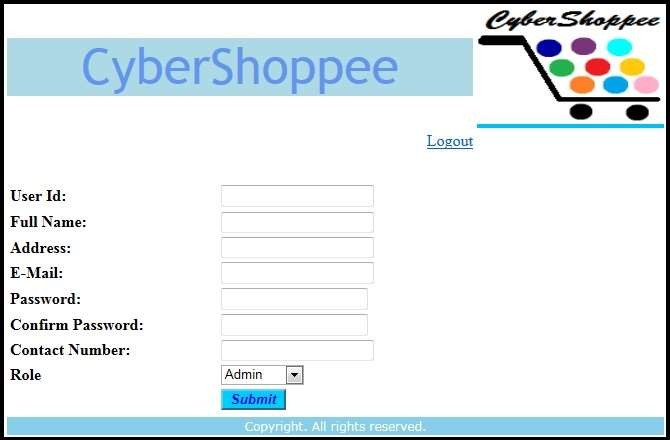 CyberShoppee
CyberShoppee
Logout
User Id:
Full Name:
Address:
E-Mail:
Password:
Confirm Password:
Contact Number:
Role Admin
Submit
Copyright. All rights reserved.